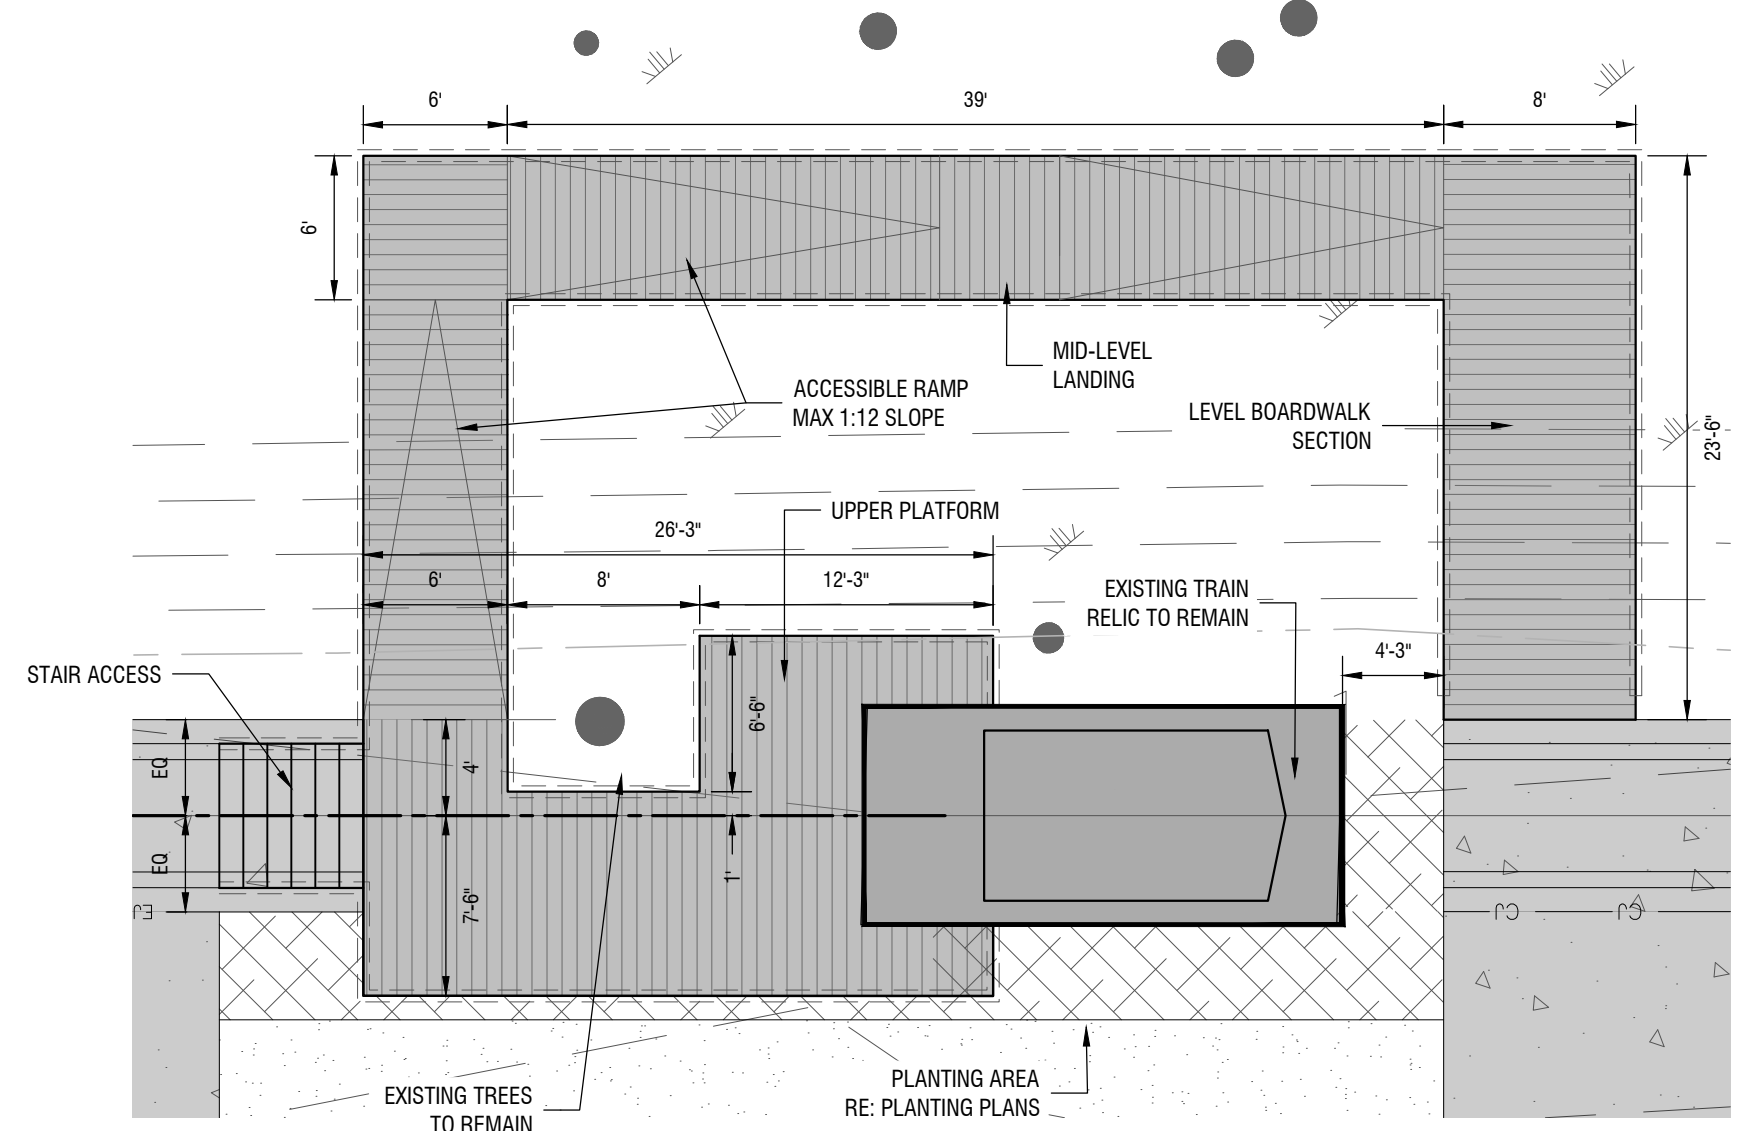 6' 39' 8'
6'
MID-LEVEL
LANDING
ACCESSIBLE RAMP
MAX 1:12 SLOPE
LEVEL BOARDWALK
SECTION
23'-6"
UPPER PLATFORM
26'-3"
6' 8' 12'-3"
EXISTING TRAIN
RELIC TO REMAIN
4'-3"
STAIR ACCESS
6'-6"
EQ
4'
EQ
1'
7'-6"
CJ CJ
EXISTING TREES
TO REMAIN
PLANTING AREA
RE: PLANTING PLANS